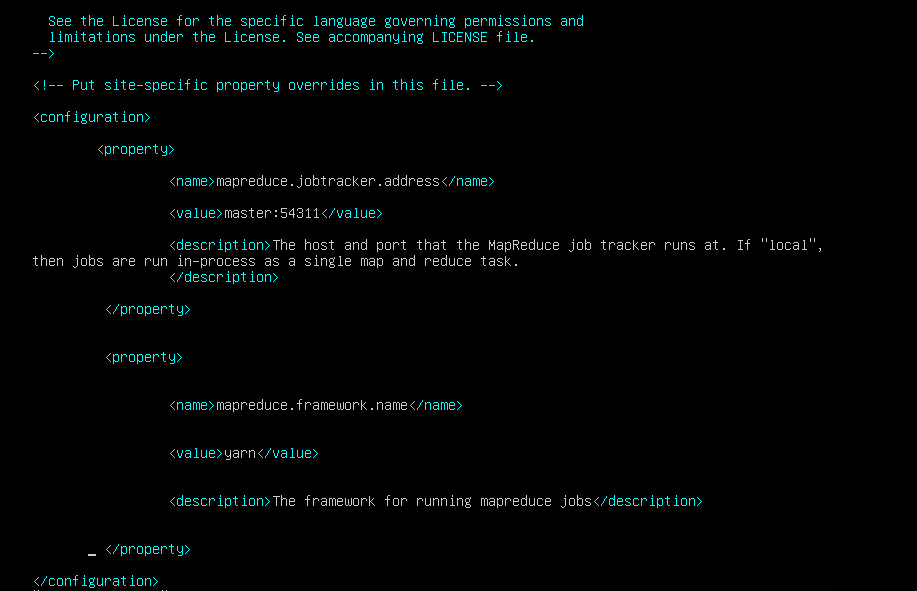 See the License for the specific language governing permissions and
limitations under the License. See accompanying LICENSE file.
-->
<!-- Put site-specific property overrides in this file. -->
<configuration>
<property>
<name>mapreduce.jobtracker.address</name>
<value>master:54311</value>
<description>The host and port that the MapReduce job tracker runs at. If "local",
then jobs are run in-process as a single map and reduce task.
</description>
</property>
<property>
<name>mapreduce.framework.name</name>
<value>yarn</value>
<description>The framework for running mapreduce jobs</description>
</property>
</configuration>